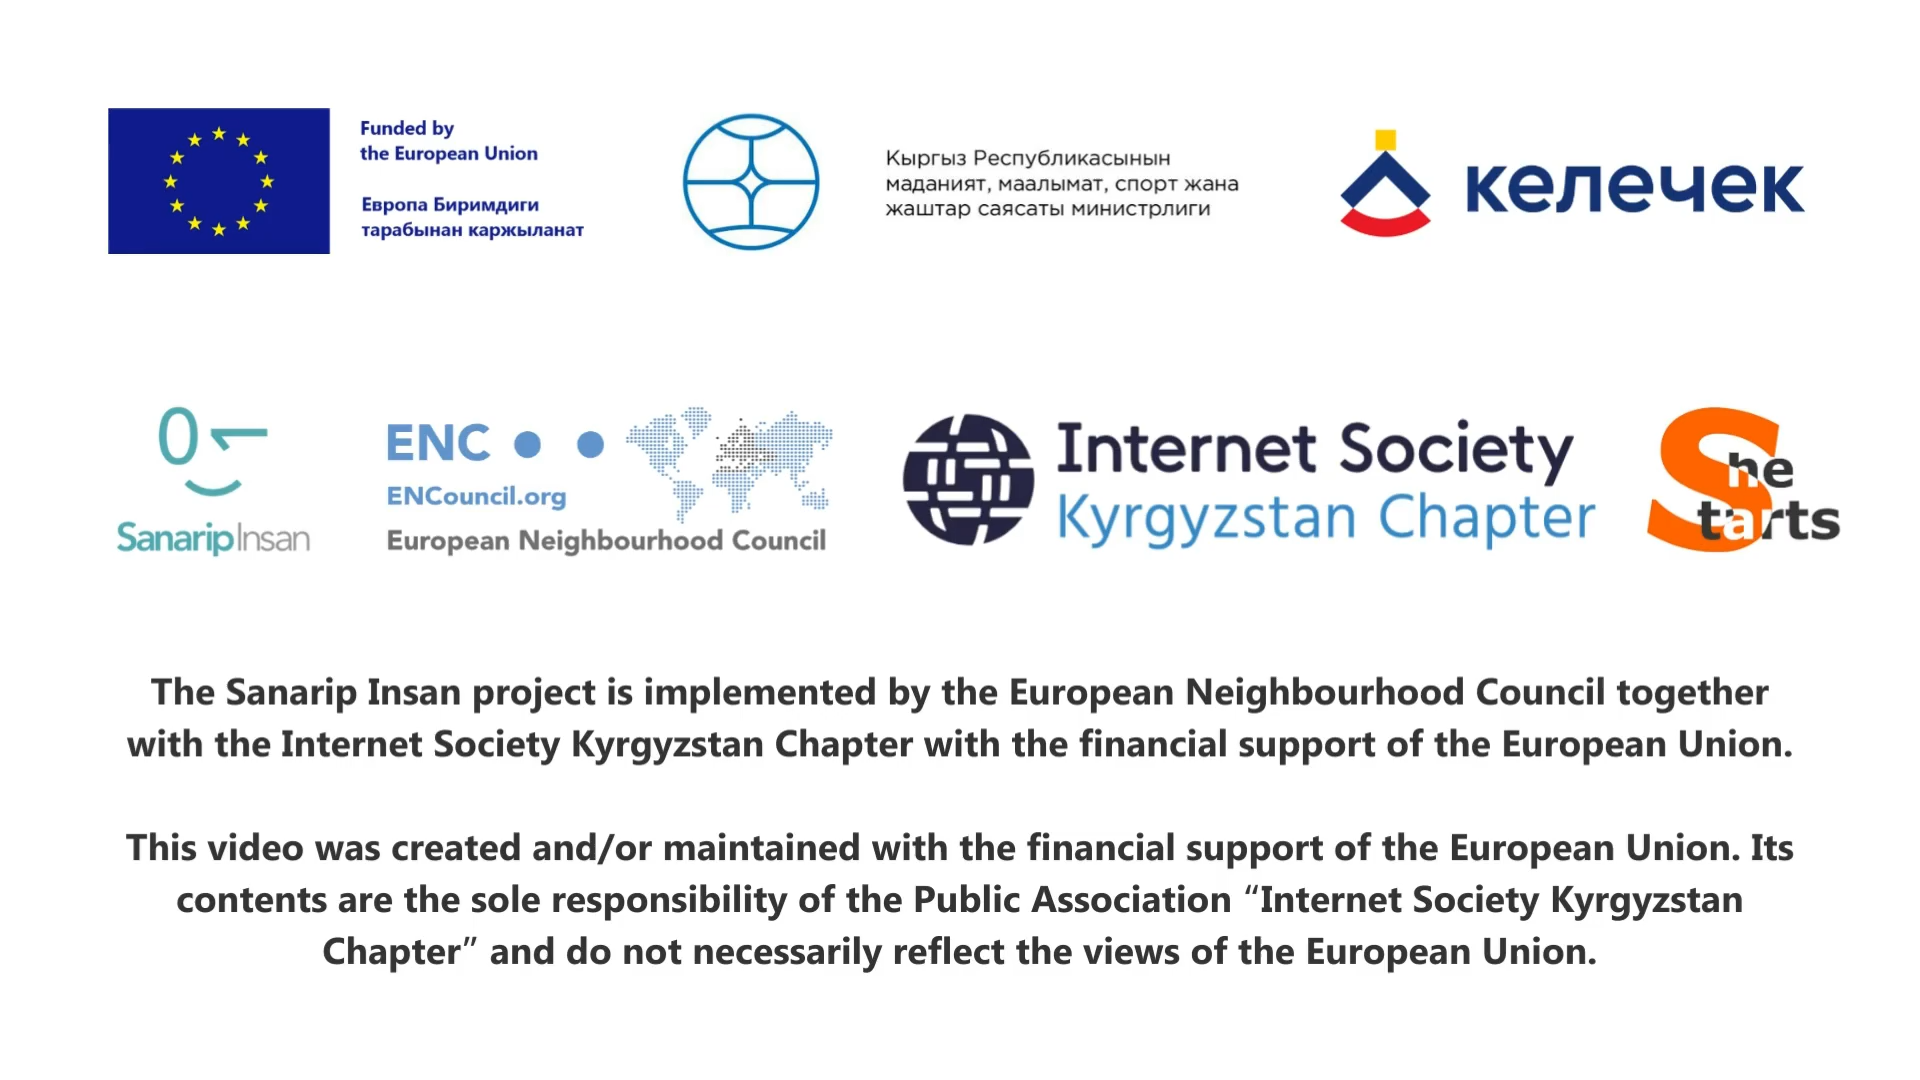 Funded by
the European Union
Европа Биримдиги
тарабынан каржыланат
Кыргыз Республикасынын
маданият, маалымат, спорт жана
жаштар саясаты министрлиги
келечек
01
SanaripInsan
ENC
ENCouncil.org
European Neighbourhood Council
Internet Society
Kyrgyzstan Chapter
She
Starts
The Sanarip Insan project is implemented by the European Neighbourhood Council together
with the Internet Society Kyrgyzstan Chapter with the financial support of the European Union.
This video was created and/or maintained with the financial support of the European Union. Its
contents are the sole responsibility of the Public Association “Internet Society Kyrgyzstan
Chapter” and do not necessarily reflect the views of the European Union.